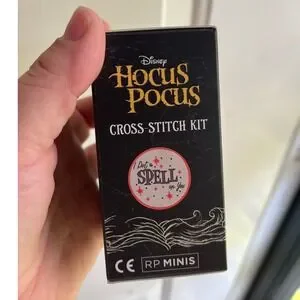 Disney
HOCUS
POCUS
CROSS STITCH KIT
I Put a
SPELL
on You
CE
RP MINIS